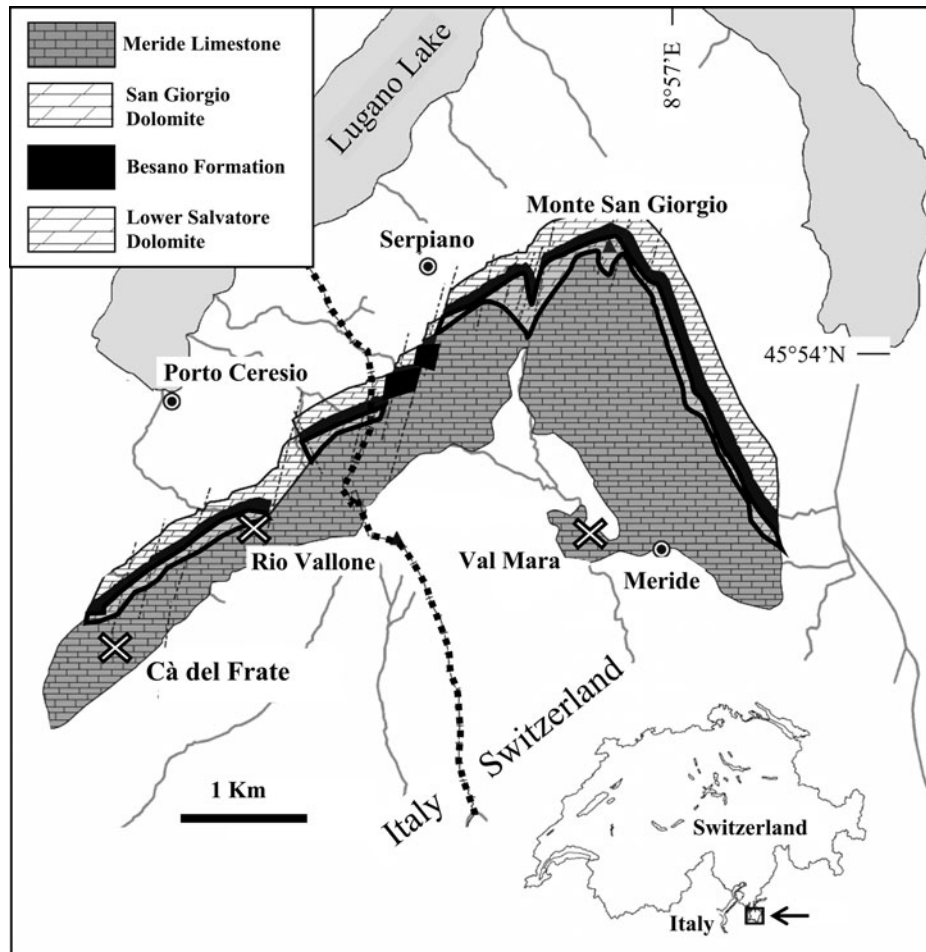 Meride Limestone
San Giorgio
Dolomite
Besano Formation
Lower Salvatore
Dolomite
Lugano Lake
8°57'E
Monte San Giorgio
Serpiano
45°54'N
Porto Ceresio
Rio Vallone
Val Mara
Meride
Cà del Frate
Switzerland
Italy
1 Km
Switzerland
Italy